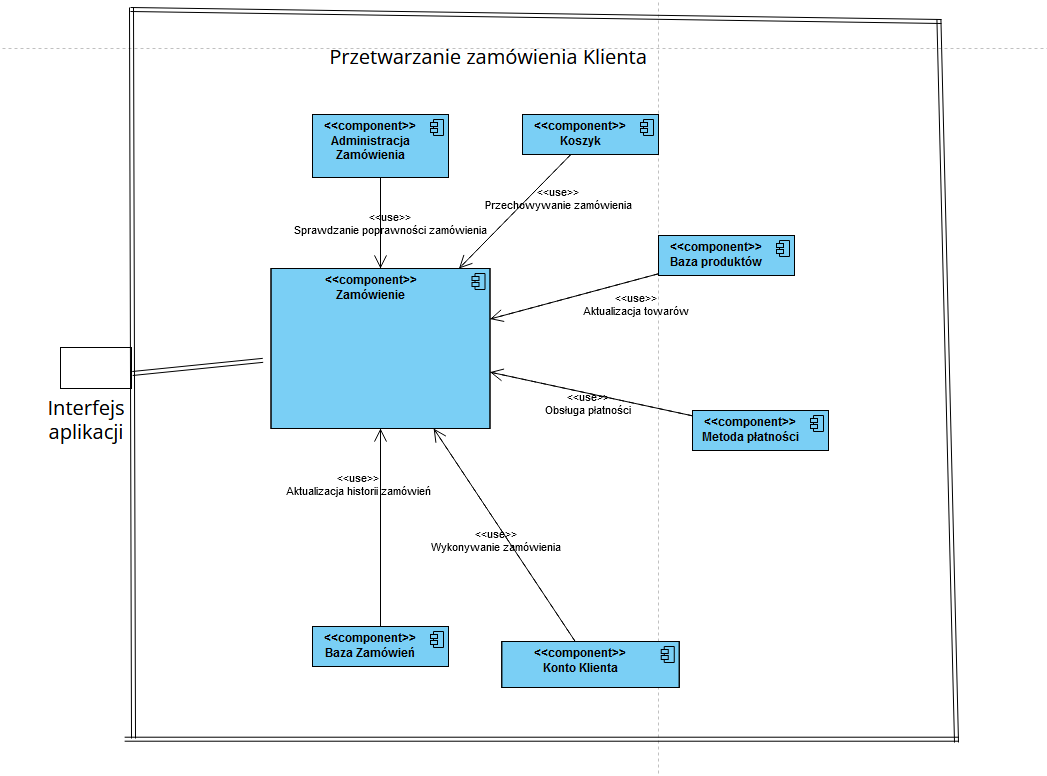 Przetwarzanie zamówienia Klienta
<<component>>
Administracja
Zamówienia
<<component>>
Koszyk
<<use>>
Przechowywanie zamówienia
<<use>>
Sprawdzanie poprawności zamówienia
<<component>>
Baza produktów
<<component>>
Zamówienie
<<use>>
Aktualizacja towarów
<<use>>
Obsługa płatności
Interfejs
aplikacji
<<component>>
Metoda płatności
<<use>>
Aktualizacja historii zamówień
<<use>>
Wykonywanie zamówienia
<<component>>
Baza Zamówień
<<component>>
Konto Klienta